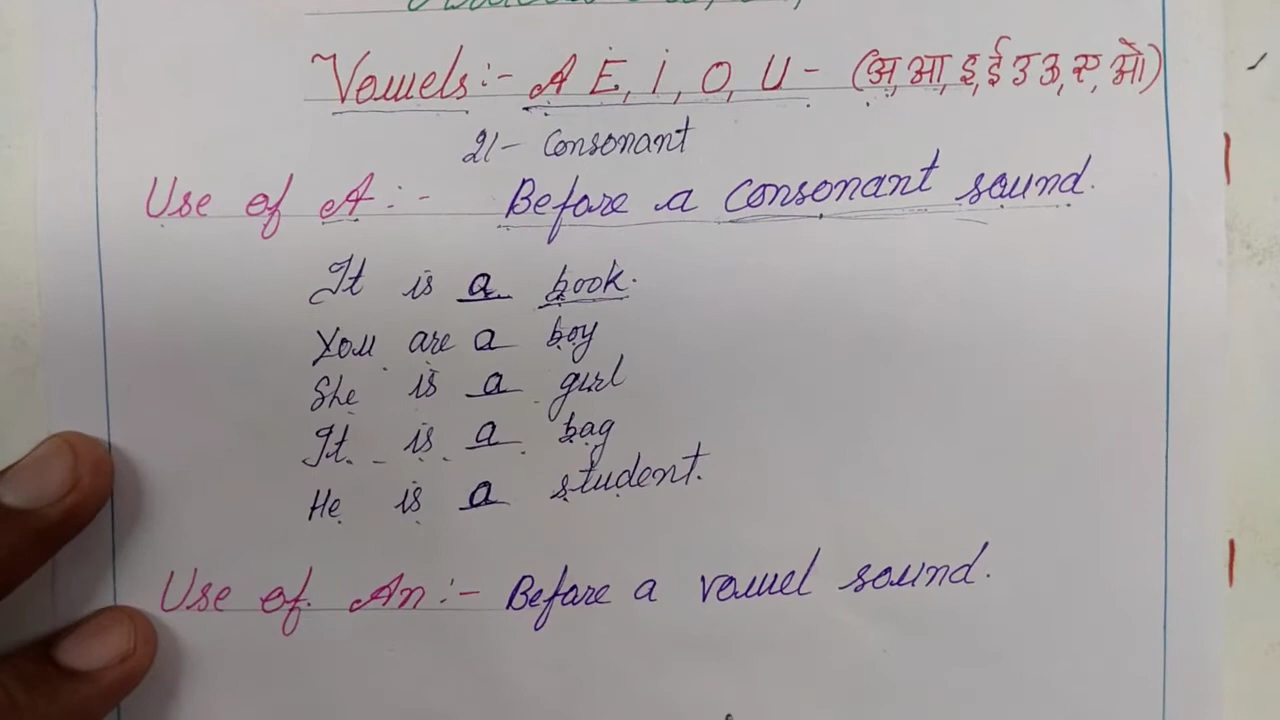 Vowels:- A E, I, O, U - (अ, आ, इ, ई उ ऊ, ए, ओ)
21- Consonant
Use of A:- Before a consonant sound.
It is a book.
You are a boy
She is a girl
It is a bag
He is a student.
Use of An:- Before a vowel sound.